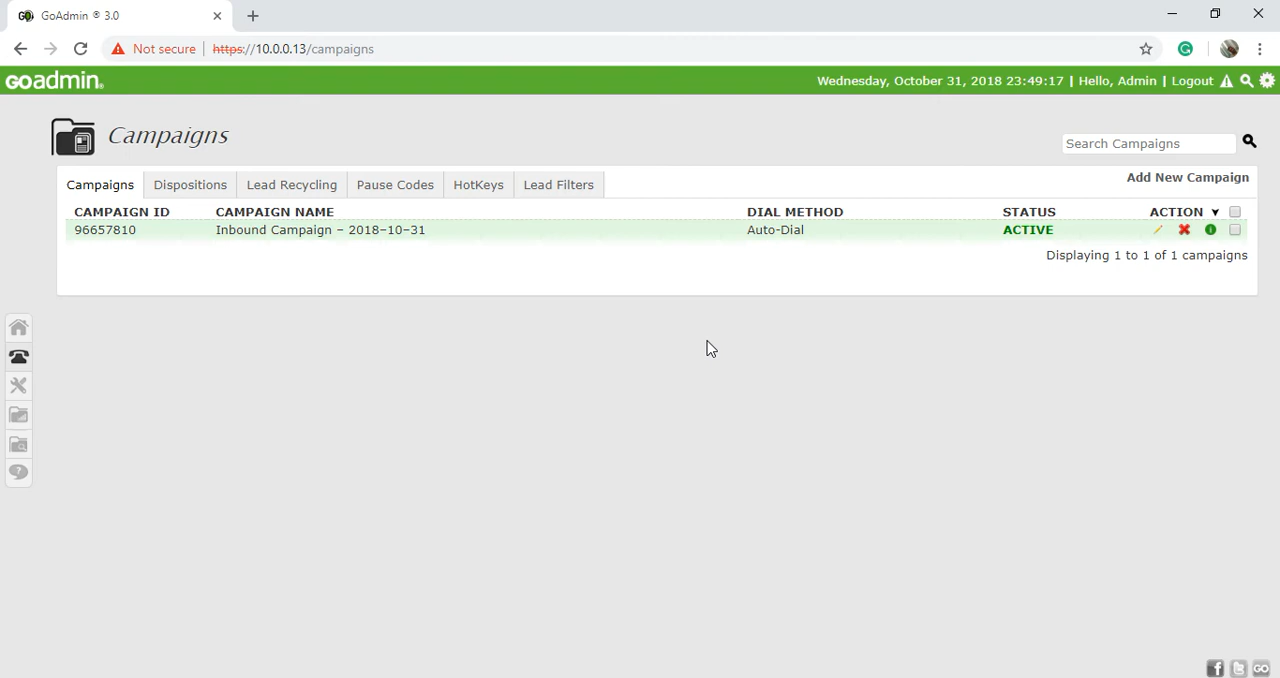 GoAdmin ® 3.0
Not secure | https://10.0.0.13/campaigns
goadmin® Wednesday, October 31, 2018 23:49:17 | Hello, Admin | Logout
Campaigns
Search Campaigns
Campaigns Dispositions Lead Recycling Pause Codes HotKeys Lead Filters Add New Campaign
CAMPAIGN ID CAMPAIGN NAME DIAL METHOD STATUS ACTION
96657810 Inbound Campaign - 2018-10-31 Auto-Dial ACTIVE
Displaying 1 to 1 of 1 campaigns
GO